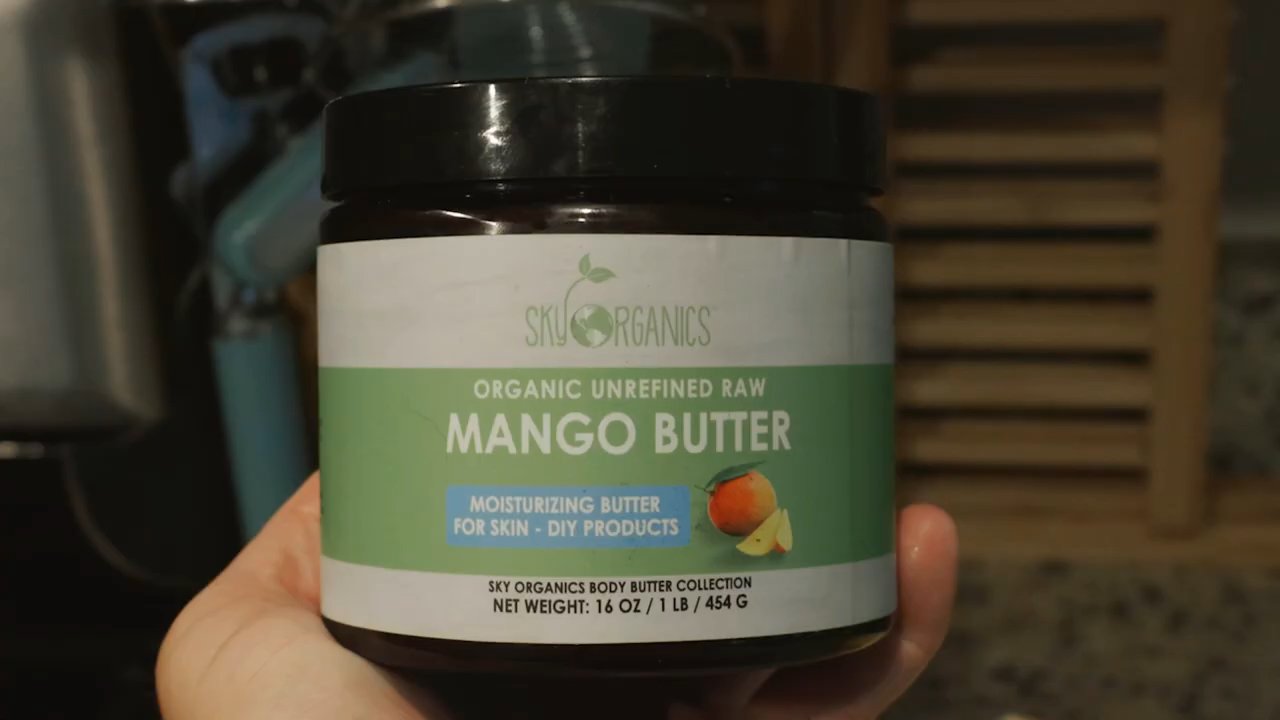 SKY ORGANICS
ORGANIC UNREFINED RAW
MANGO BUTTER
MOISTURIZING BUTTER
FOR SKIN - DIY PRODUCTS
SKY ORGANICS BODY BUTTER COLLECTION
NET WEIGHT: 16 OZ / 1 LB / 454 G